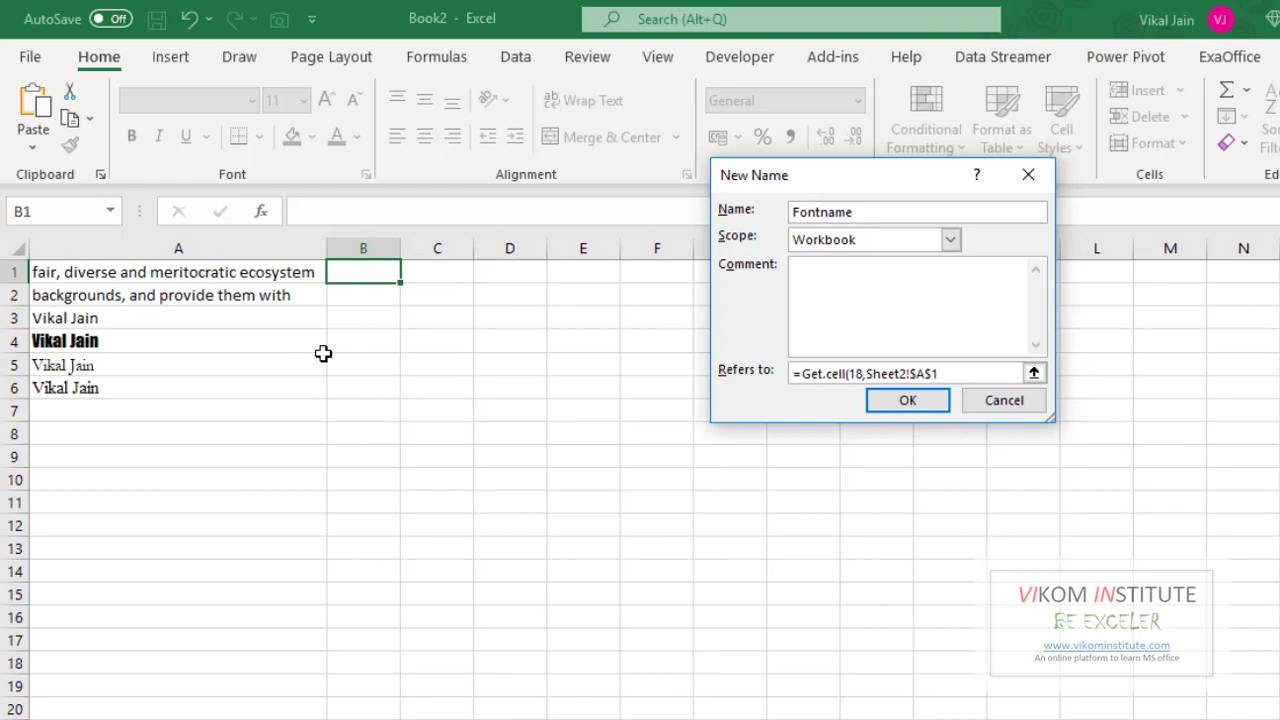 AutoSave Off Book2 - Excel Search (Alt+Q) Vikal Jain VJ
File Home Insert Draw Page Layout Formulas Data Review View Developer Add-ins Help Data Streamer Power Pivot ExaOffice
Paste
11 A A
B I U A
Wrap Text
Merge & Center
General
%
Conditional
Formatting
Format as
Table
Cell
Styles
Insert
Delete
Format
Σ
Clipboard Font Alignment Cells Ed
B1 fx
New Name
?
Name: Fontname
Scope: Workbook
Comment:
Refers to: =Get.cell(18,Sheet2!$A$1
OK Cancel
A B C D E F L M N
1 fair, diverse and meritocratic ecosystem
2 backgrounds, and provide them with
3 Vikal Jain
4 Vikal Jain
5 Vikal Jain
6 Vikal Jain
7
8
9
10
11
12
13
14
15
16
17
18
19
20
VIKOM INSTITUTE
BE EXCELER
www.vikominstitute.com
An online platform to learn MS office